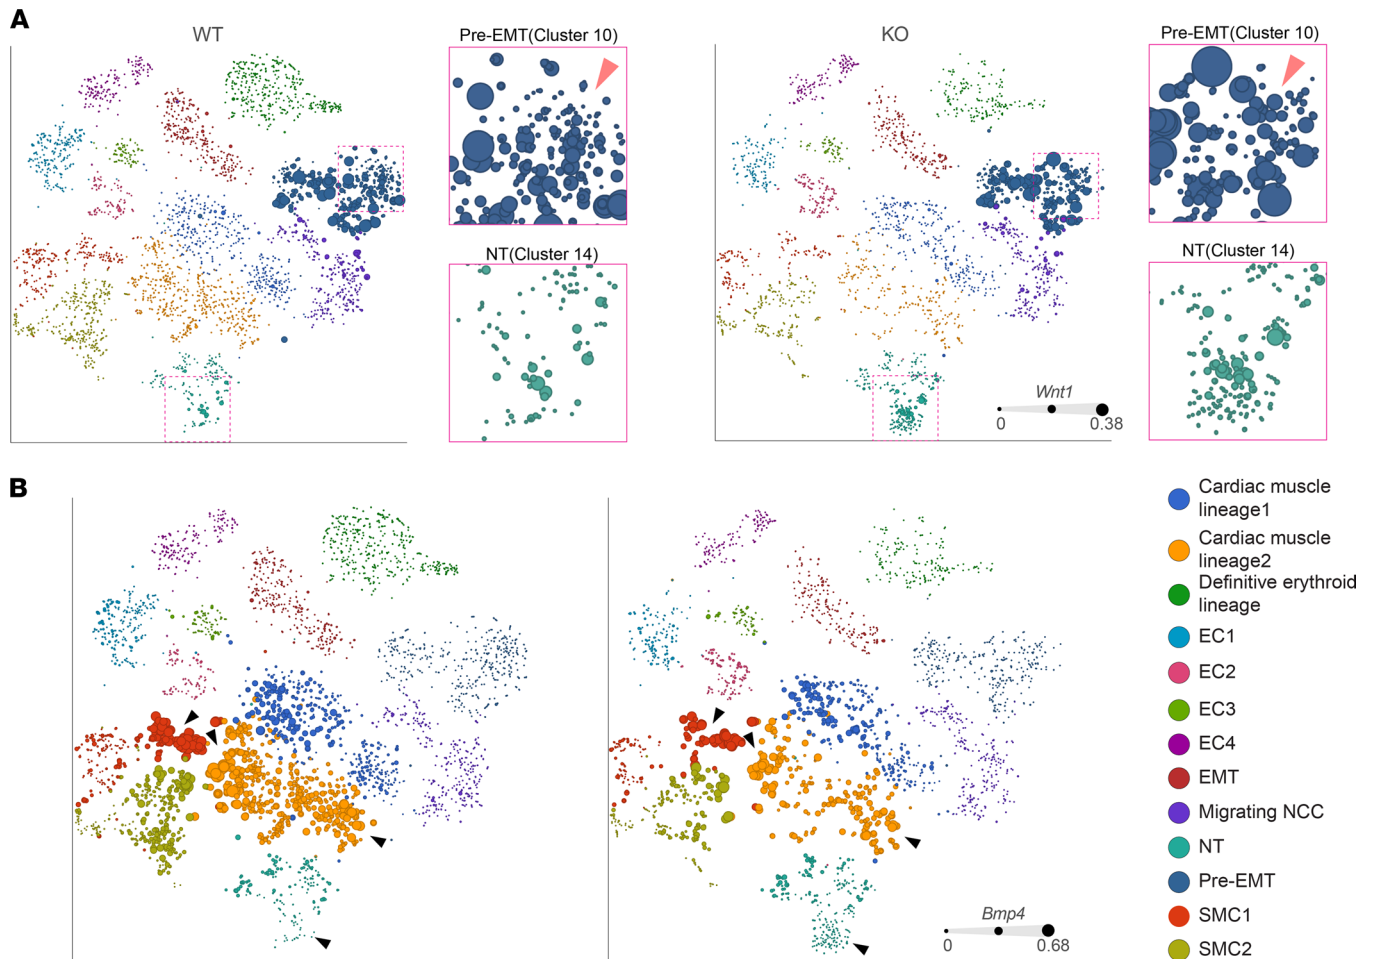 A
WT
Pre-EMT(Cluster 10)
NT(Cluster 14)
KO
Wnt1
0
0.38
Pre-EMT(Cluster 10)
NT(Cluster 14)
B
Bmp4
0
0.68
Cardiac muscle
lineage1
Cardiac muscle
lineage2
Definitive erythroid
lineage
EC1
EC2
EC3
EC4
EMT
Migrating NCC
NT
Pre-EMT
SMC1
SMC2